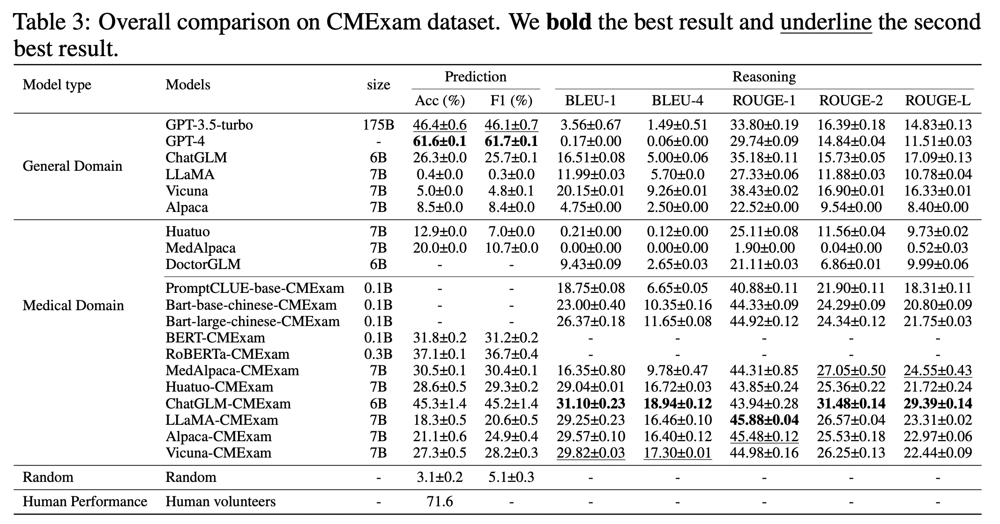 Table 3: Overall comparison on CMExam dataset. We bold the best result and underline the second
best result.
Model type Models size Prediction Reasoning
Acc (%) F1 (%) BLEU-1 BLEU-4 ROUGE-1 ROUGE-2 ROUGE-L
General Domain
GPT-3.5-turbo 175B 46.4±0.6 46.1±0.7 3.56±0.67 1.49±0.51 33.80±0.19 16.39±0.18 14.83±0.13
GPT-4 - 61.6±0.1 61.7±0.1 0.17±0.00 0.06±0.00 29.74±0.09 14.84±0.04 11.51±0.03
ChatGLM 6B 26.3±0.0 25.7±0.1 16.51±0.08 5.00±0.06 35.18±0.11 15.73±0.05 17.09±0.13
LLaMA 7B 0.4±0.0 0.3±0.0 11.99±0.03 5.70±0.0 27.33±0.06 11.88±0.03 10.78±0.04
Vicuna 7B 5.0±0.0 4.8±0.1 20.15±0.01 9.26±0.01 38.43±0.02 16.90±0.01 16.33±0.01
Alpaca 7B 8.5±0.0 8.4±0.0 4.75±0.00 2.50±0.00 22.52±0.00 9.54±0.00 8.40±0.00
Medical Domain
Huatuo 7B 12.9±0.0 7.0±0.0 0.21±0.00 0.12±0.00 25.11±0.08 11.56±0.04 9.73±0.02
MedAlpaca 7B 20.0±0.0 10.7±0.0 0.00±0.00 0.00±0.00 1.90±0.00 0.04±0.00 0.52±0.03
DoctorGLM 6B - - 9.43±0.09 2.65±0.03 21.11±0.03 6.86±0.01 9.99±0.06
PromptCLUE-base-CMExam 0.1B - - 18.75±0.08 6.65±0.05 40.88±0.11 21.90±0.11 18.31±0.11
Bart-base-chinese-CMExam 0.1B - - 23.00±0.40 10.35±0.16 44.33±0.09 24.29±0.09 20.80±0.09
Bart-large-chinese-CMExam 0.1B - - 26.37±0.18 11.65±0.08 44.92±0.12 24.34±0.12 21.75±0.03
BERT-CMExam 0.1B 31.8±0.2 31.2±0.2 - - - - -
RoBERTa-CMExam 0.3B 37.1±0.1 36.7±0.4 - - - - -
MedAlpaca-CMExam 7B 30.5±0.1 30.4±0.1 16.35±0.80 9.78±0.47 44.31±0.85 27.05±0.50 24.55±0.43
Huatuo-CMExam 7B 28.6±0.5 29.3±0.2 29.04±0.01 16.72±0.03 43.85±0.24 25.36±0.22 21.72±0.24
ChatGLM-CMExam 6B 45.3±1.4 45.2±1.4 31.10±0.23 18.94±0.12 43.94±0.28 31.48±0.14 29.39±0.14
LLaMA-CMExam 7B 18.3±0.5 20.6±0.5 29.25±0.23 16.46±0.10 45.88±0.04 26.57±0.04 23.31±0.02
Alpaca-CMExam 7B 21.1±0.6 24.9±0.4 29.57±0.10 16.40±0.12 45.48±0.12 25.53±0.18 22.97±0.06
Vicuna-CMExam 7B 27.3±0.5 28.2±0.3 29.82±0.03 17.30±0.01 44.98±0.16 26.25±0.13 22.44±0.09
Random Random - 3.1±0.2 5.1±0.3 - - - - -
Human Performance Human volunteers - 71.6 - - - - - -